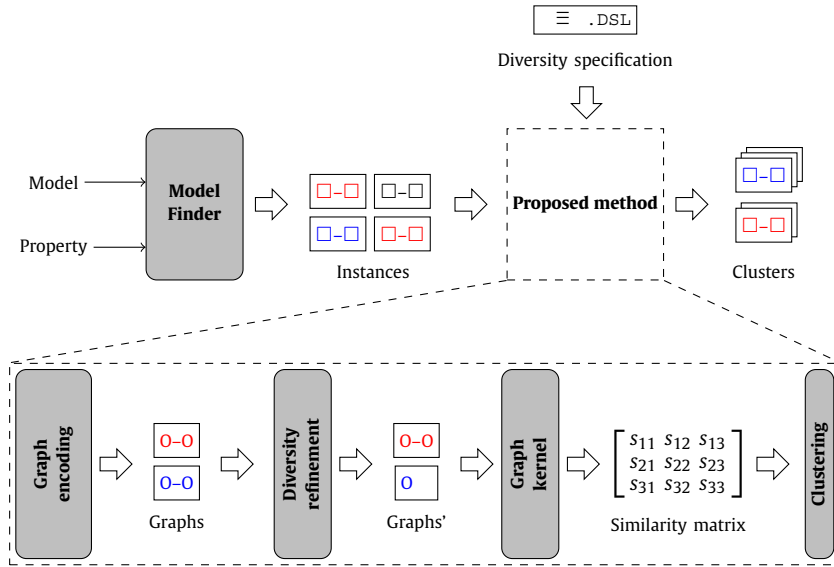 ☰ .DSL
Diversity specification
Model
Property
Model
Finder
□–□ □–□
□–□ □–□
Instances
Proposed method
□–□
□–□
Clusters
Graph
encoding
O–O
O–O
Graphs
Diversity
refinement
O–O
O
Graphs'
Graph
kernel
s11 s12 s13
s21 s22 s23
s31 s32 s33
Similarity matrix
Clustering